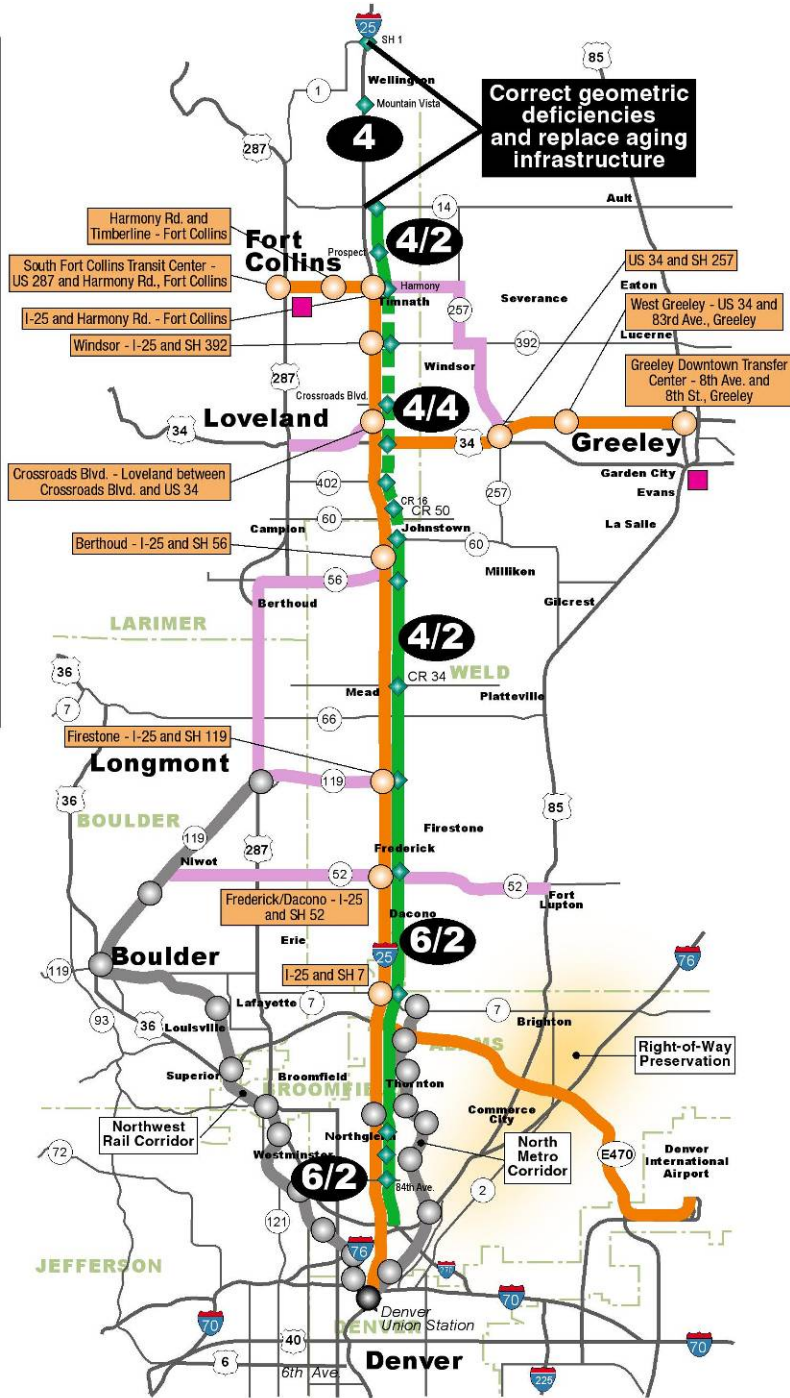 25
SH 1
85
Wellington
1
Mountain Vista
Correct geometric
deficiencies
and replace aging
infrastructure
4
287
Ault
14
Harmony Rd. and
Timberline - Fort Collins
Fort
Collins
4/2
Prospect
South Fort Collins Transit Center -
US 287 and Harmony Rd., Fort Collins
US 34 and SH 257
Harmony
Timnath
Severance
Eaton
I-25 and Harmony Rd. - Fort Collins
257
West Greeley - US 34 and
83rd Ave., Greeley
Lucerne
Windsor - I-25 and SH 392
392
Windsor
Greeley Downtown Transfer
Center - 8th Ave. and
8th St., Greeley
287
Crossroads Blvd.
Loveland
4/4
34
34
Greeley
Crossroads Blvd. - Loveland between
Crossroads Blvd. and US 34
402
257
Garden City
Evans
CR 16
CR 50
60
Campion
Johnstown
La Salle
Berthoud - I-25 and SH 56
60
56
Milliken
Berthoud
Gilcrest
LARIMER
4/2
36
WELD
CR 34
7
Mead
Platteville
66
Firestone - I-25 and SH 119
Longmont
119
36
85
BOULDER
119
287
Firestone
Niwot
Frederick
52
52
Fort
Lupton
Frederick/Dacono - I-25
and SH 52
Dacono
Erie
6/2
Boulder
25
76
119
I-25 and SH 7
Lafayette
7
7
93
36
Louisville
Brighton
ADAMS
Right-of-Way
Preservation
Superior
Broomfield
BROOMFIE
Thornton
Commerce
City
Northwest
Rail Corridor
Northglenn
North
Metro
Corridor
72
Westminster
E470
Denver
International
Airport
6/2
84th Ave.
2
121
76
JEFFERSON
270
70
70
Denver
Union Station
DENVER
40
70
6
6th Ave.
Denver
225